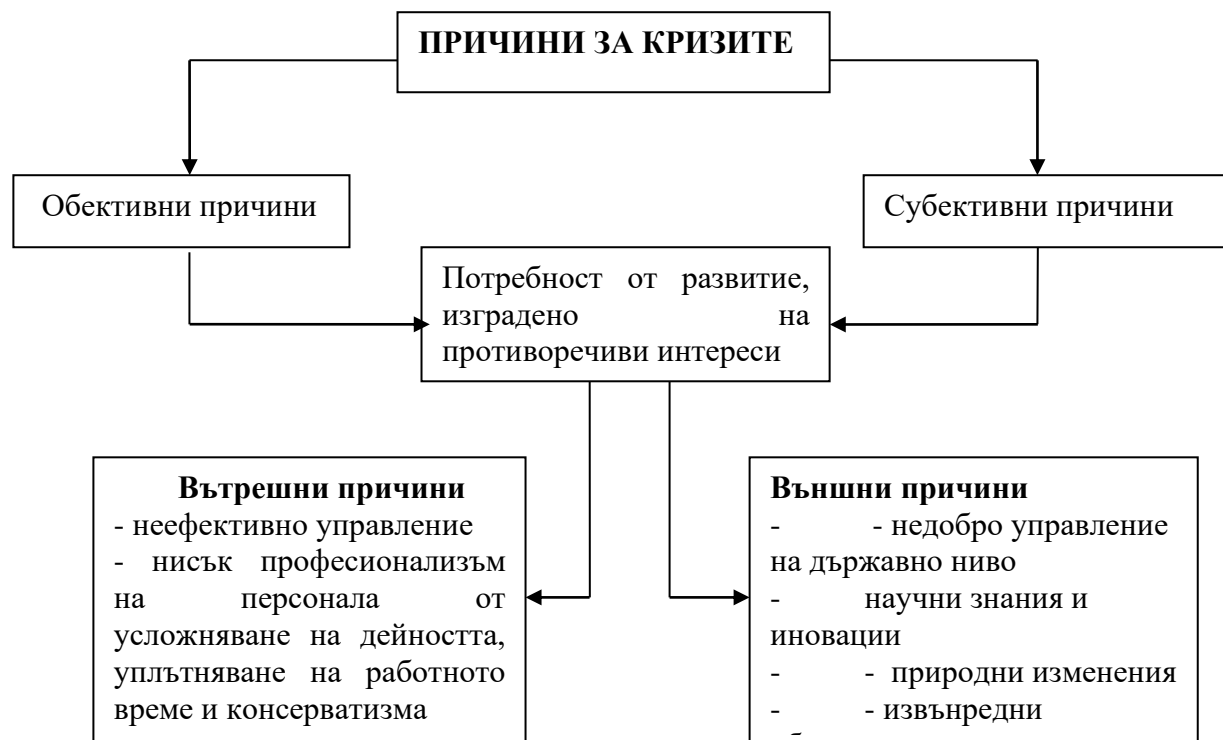 ПРИЧИНИ ЗА КРИЗИТЕ
Обективни причини
Субективни причини
Потребност от развитие,
изградено на
противоречиви интереси
Вътрешни причини
- неефективно управление
- нисък професионализъм
на персонала от
усложняване на дейността,
уплътняване на работното
време и консерватизма
Външни причини
- - недобро управление
на държавно ниво
- научни знания и
иновации
- - природни изменения
- - извънредни